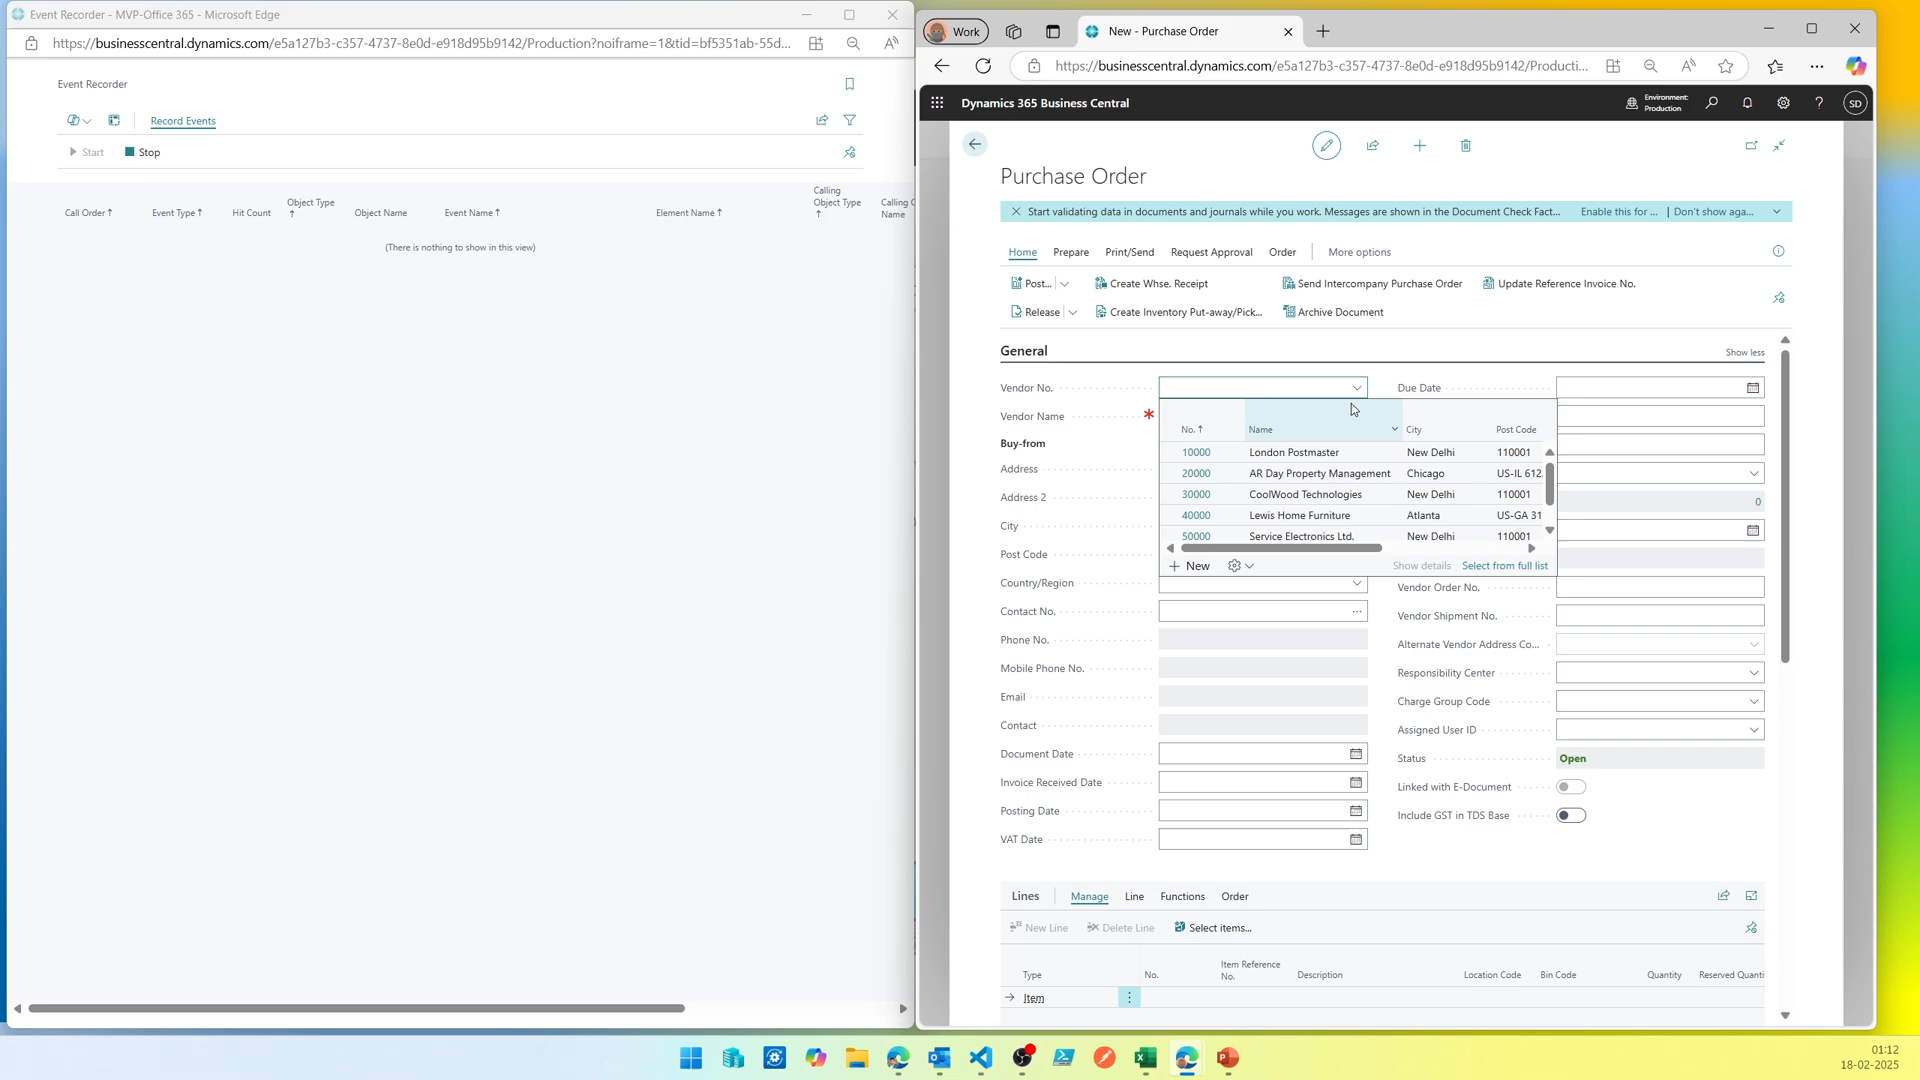 Event Recorder - MVP-Office 365 - Microsoft Edge
https://businesscentral.dynamics.com/e5a127b3-c357-4737-8e0d-e918d95b9142/Production?noiframe=1&tid=bf5351ab-55d...
Event Recorder
Record Events
Start
Stop
Call Order↑
Event Type↑
Hit Count
Object Type
↑
Object Name
Event Name↑
Element Name↑
Calling
Object Type
↑
Calling
Name
(There is nothing to show in this view)
Work
New - Purchase Order
https://businesscentral.dynamics.com/e5a127b3-c357-4737-8e0d-e918d95b9142/Producti...
Dynamics 365 Business Central
Environment:
Production
SD
Purchase Order
Start validating data in documents and journals while you work. Messages are shown in the Document Check Fact...
Enable this for ... | Don't show aga...
Home
Prepare
Print/Send
Request Approval
Order
More options
Post...
Create Whse. Receipt
Send Intercompany Purchase Order
Update Reference Invoice No.
Release
Create Inventory Put-away/Pick...
Archive Document
General
Show less
Vendor No.
Due Date
Vendor Name
*
Buy-from
Address
Address 2
City
Post Code
Country/Region
Contact No.
Phone No.
Mobile Phone No.
Email
Contact
Document Date
Invoice Received Date
Posting Date
VAT Date
No. ↑ Name City Post Code
10000 London Postmaster New Delhi 110001
20000 AR Day Property Management Chicago US-IL 612
30000 CoolWood Technologies New Delhi 110001
40000 Lewis Home Furniture Atlanta US-GA 31
50000 Service Electronics Ltd. New Delhi 110001
New
Show details
Select from full list
0
Vendor Order No.
Vendor Shipment No.
Alternate Vendor Address Co...
Responsibility Center
Charge Group Code
Assigned User ID
Status
Open
Linked with E-Document
Include GST in TDS Base
Lines
Manage
Line
Functions
Order
New Line
Delete Line
Select items...
Type
No.
Item Reference
No.
Description
Location Code
Bin Code
Quantity
Reserved Quanti
Item
01:12
18-02-2025